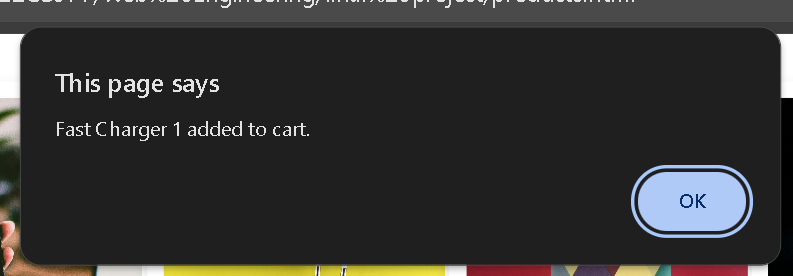 This page says
Fast Charger 1 added to cart.
OK